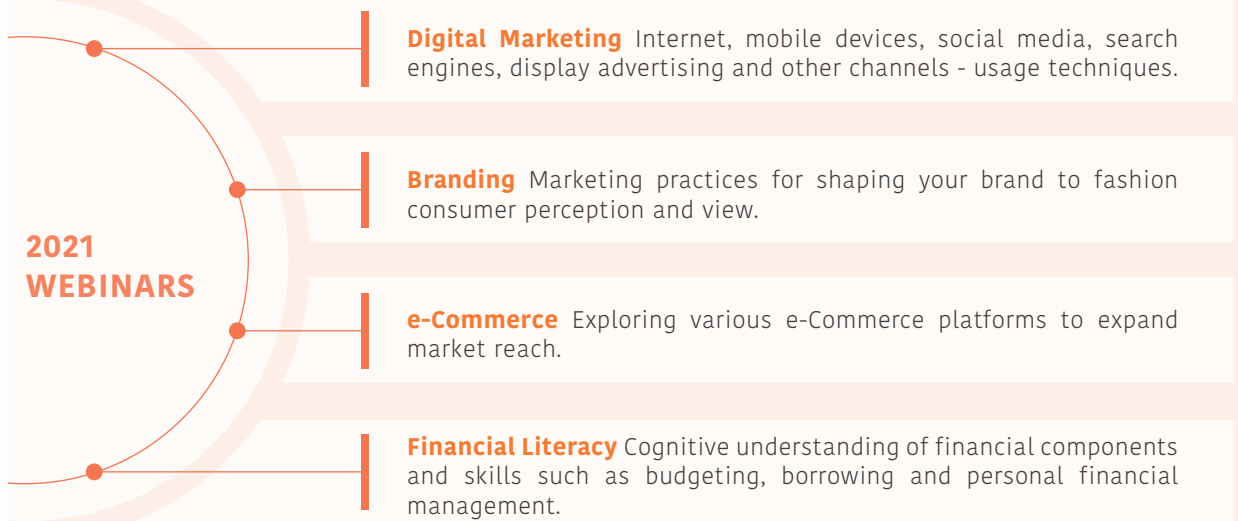 Digital Marketing Internet, mobile devices, social media, search
engines, display advertising and other channels - usage techniques.
Branding Marketing practices for shaping your brand to fashion
consumer perception and view.
2021
WEBINARS
e-Commerce Exploring various e-Commerce platforms to expand
market reach.
Financial Literacy Cognitive understanding of financial components
and skills such as budgeting, borrowing and personal financial
management.